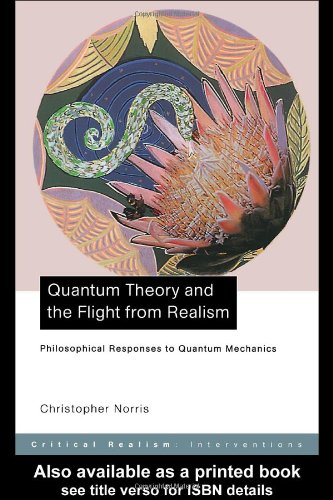 Quantum Theory and
the Flight from Realism
Philosophical Responses to Quantum Mechanics
Christopher Norris
Critical Realism: Interventions
Also available as a printed book
see title verso for ISBN details